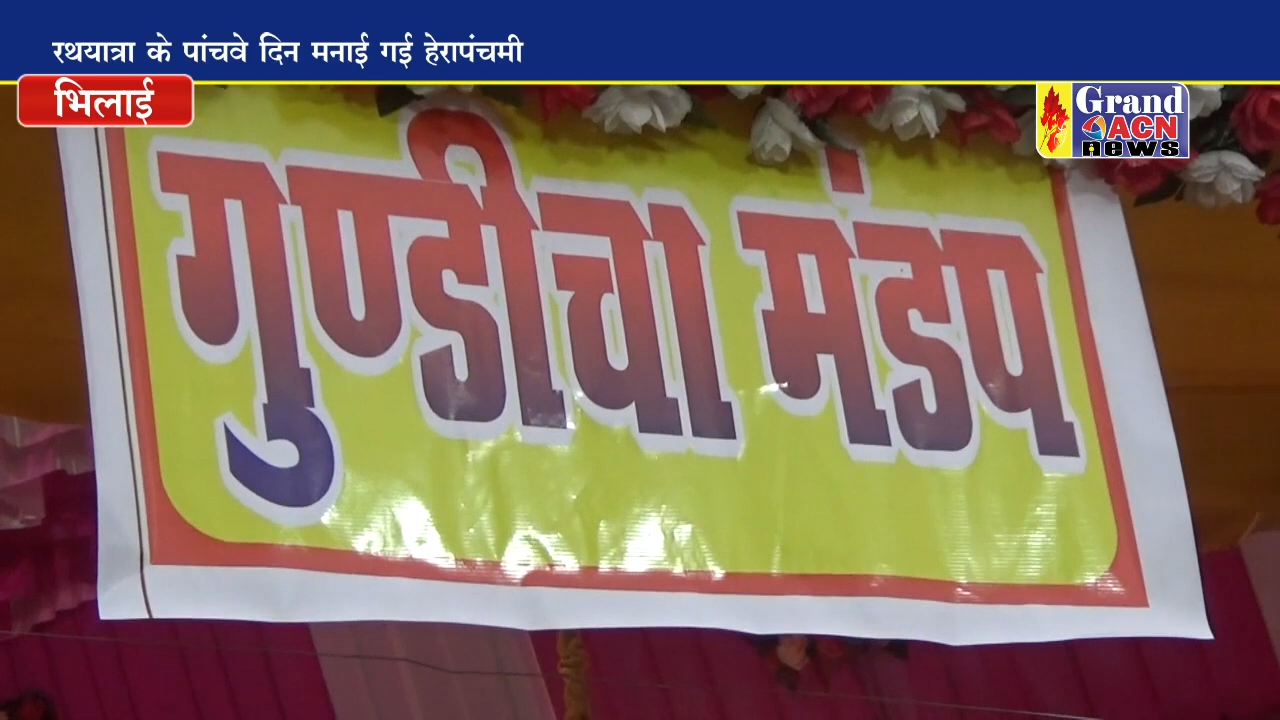 रथयात्रा के पांचवे दिन मनाई गई हेरापंचमी
भिलाई
Grand
ACN
news
गुण्डीचा मंडप